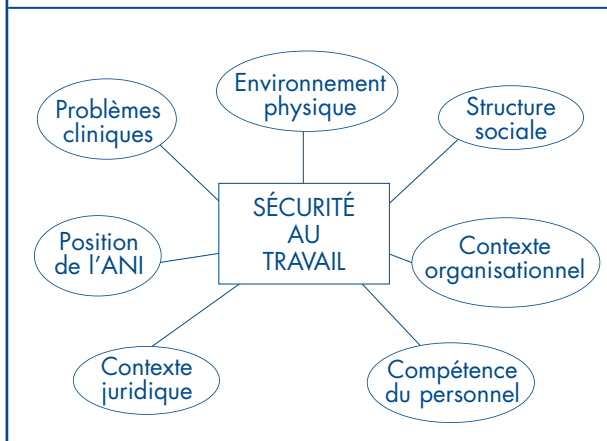 Environnement
physique
Problèmes
cliniques
Structure
sociale
SÉCURITÉ
AU
TRAVAIL
Position
de l'ANI
Contexte
organisationnel
Contexte
juridique
Compétence
du personnel